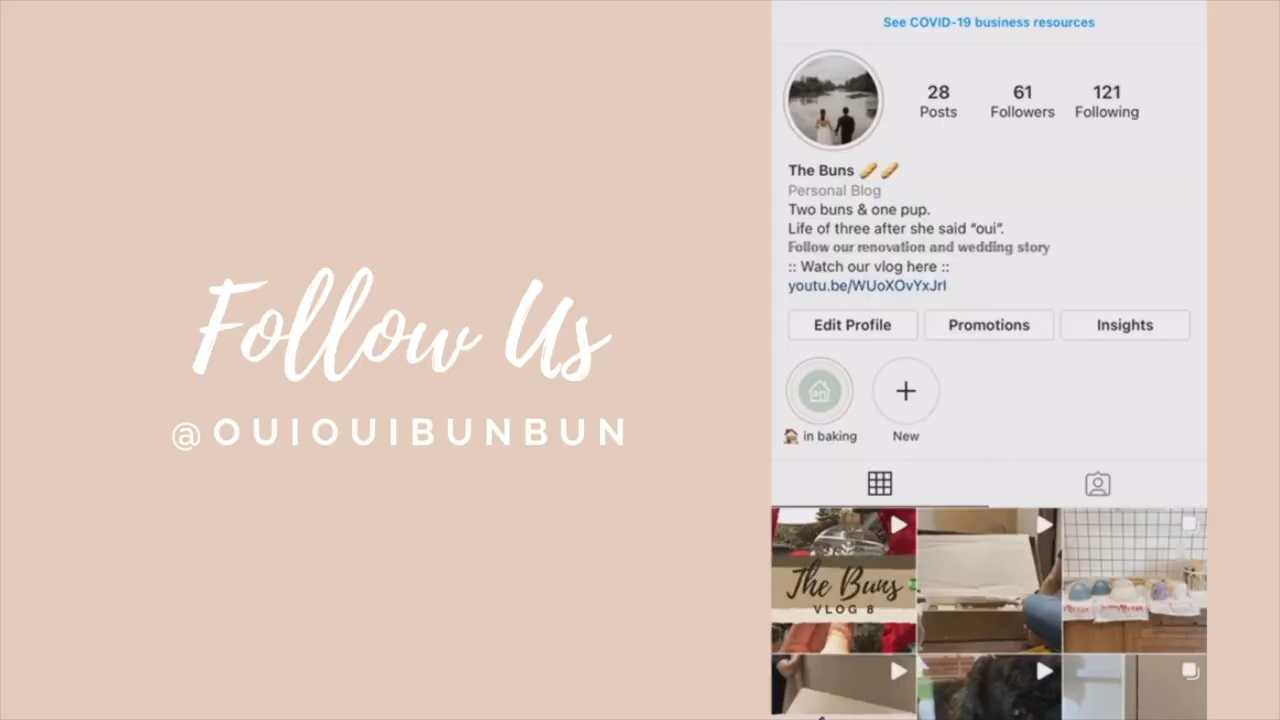 Follow Us
@OUIOUIBUNBUN
See COVID-19 business resources
28 61 121
Posts Followers Following
The Buns 🥖🥖
Personal Blog
Two buns & one pup.
Life of three after she said “oui”.
Follow our renovation and wedding story
:: Watch our vlog here ::
youtu.be/WUoXOvYxJrI
Edit Profile Promotions Insights
🏠 in baking New
The Buns
VLOG 8